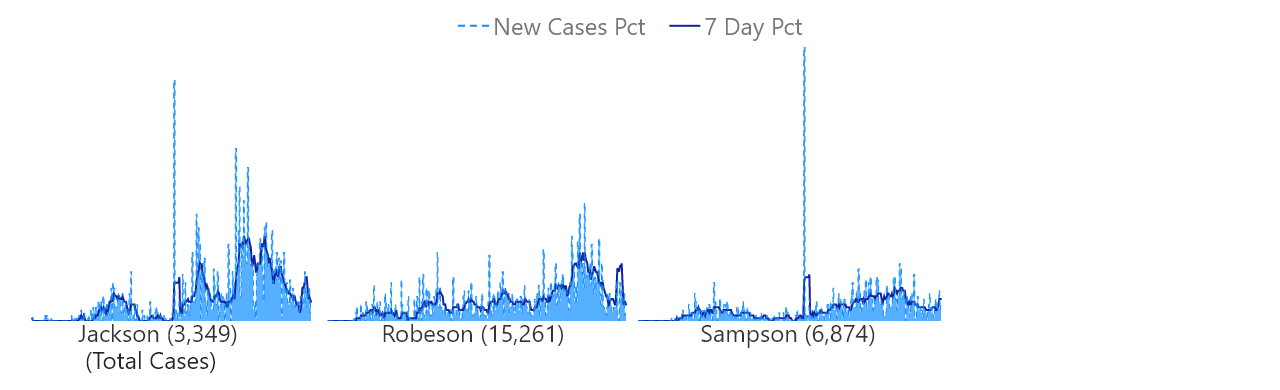 New Cases Pct 7 Day Pct
Jackson (3,349) Robeson (15,261) Sampson (6,874)
(Total Cases)